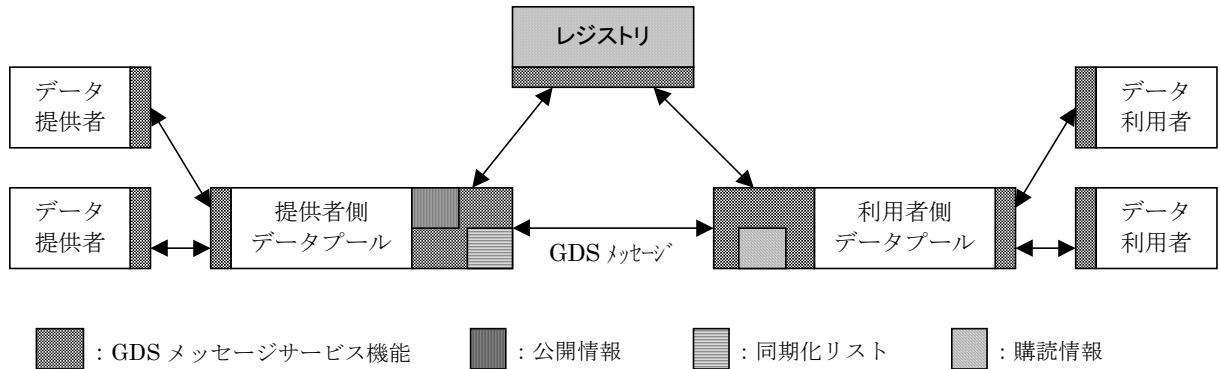 レジストリ
データ
提供者
データ
利用者
データ
提供者
提供者側
データプール
利用者側
データプール
データ
利用者
GDS メッセージ
：GDS メッセージサービス機能
：公開情報
：同期化リスト
：購読情報